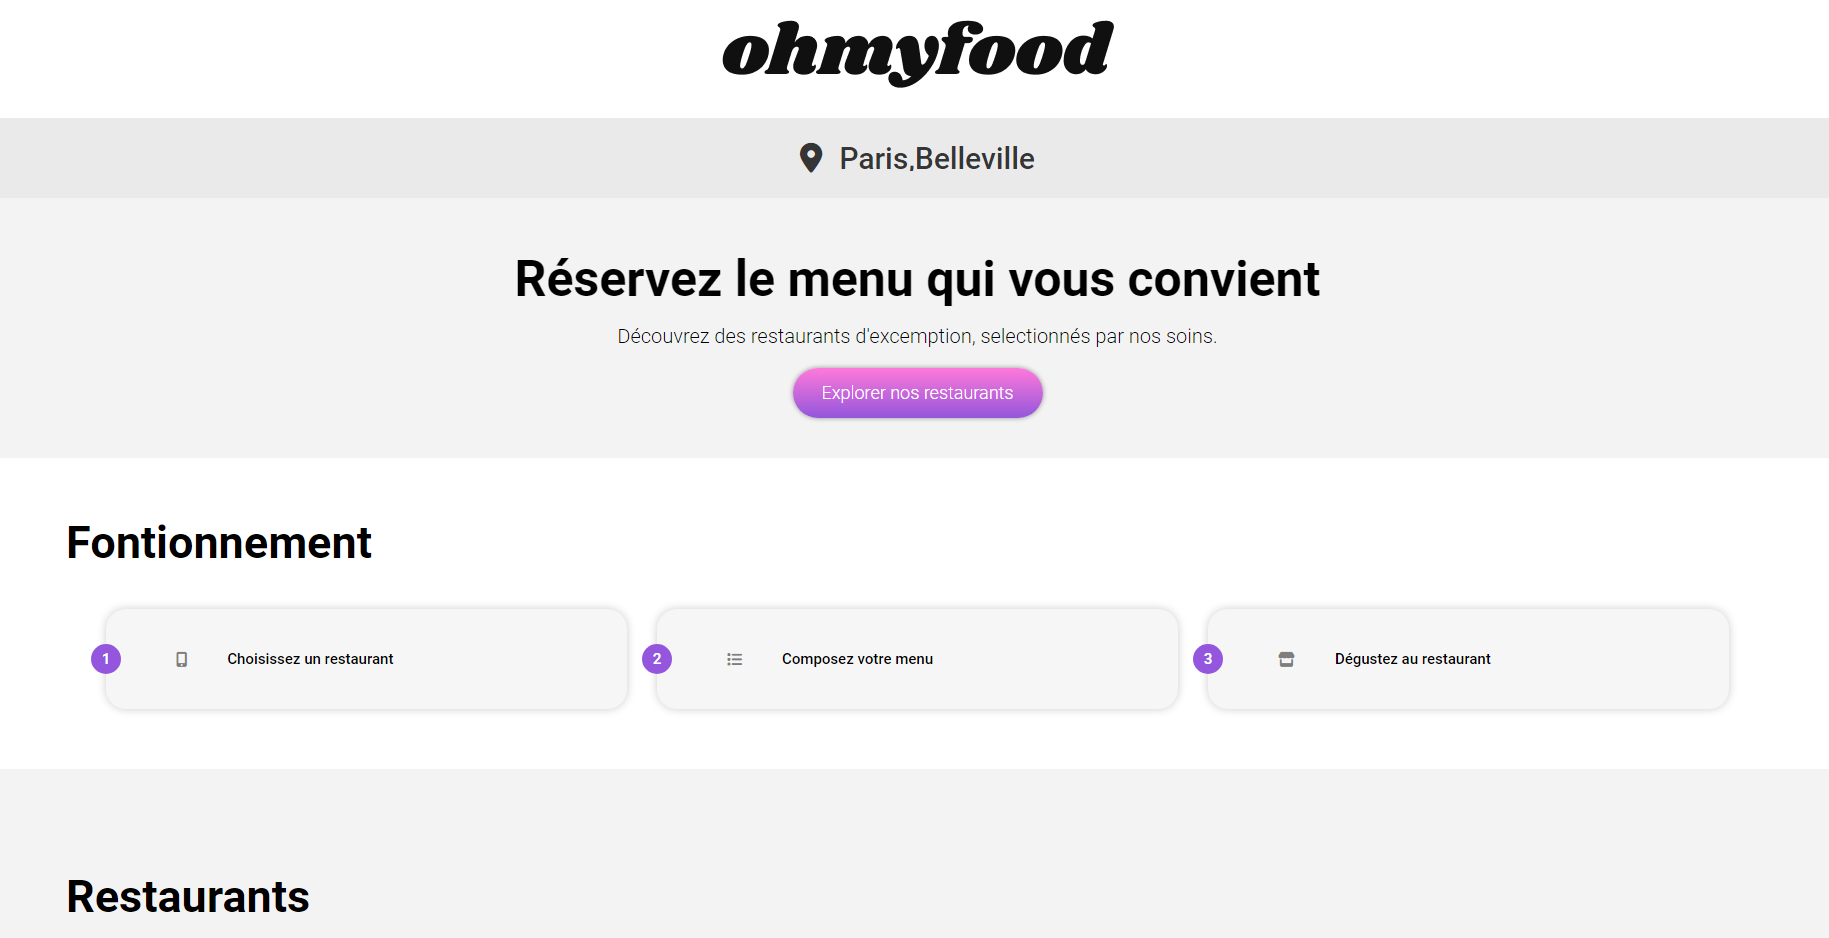 ohmyfood
Paris,Belleville
Réservez le menu qui vous convient
Découvrez des restaurants d'excemption, selectionnés par nos soins.
Explorer nos restaurants
Fontionnement
1 Choisissez un restaurant
2 Composez votre menu
3 Dégustez au restaurant
Restaurants